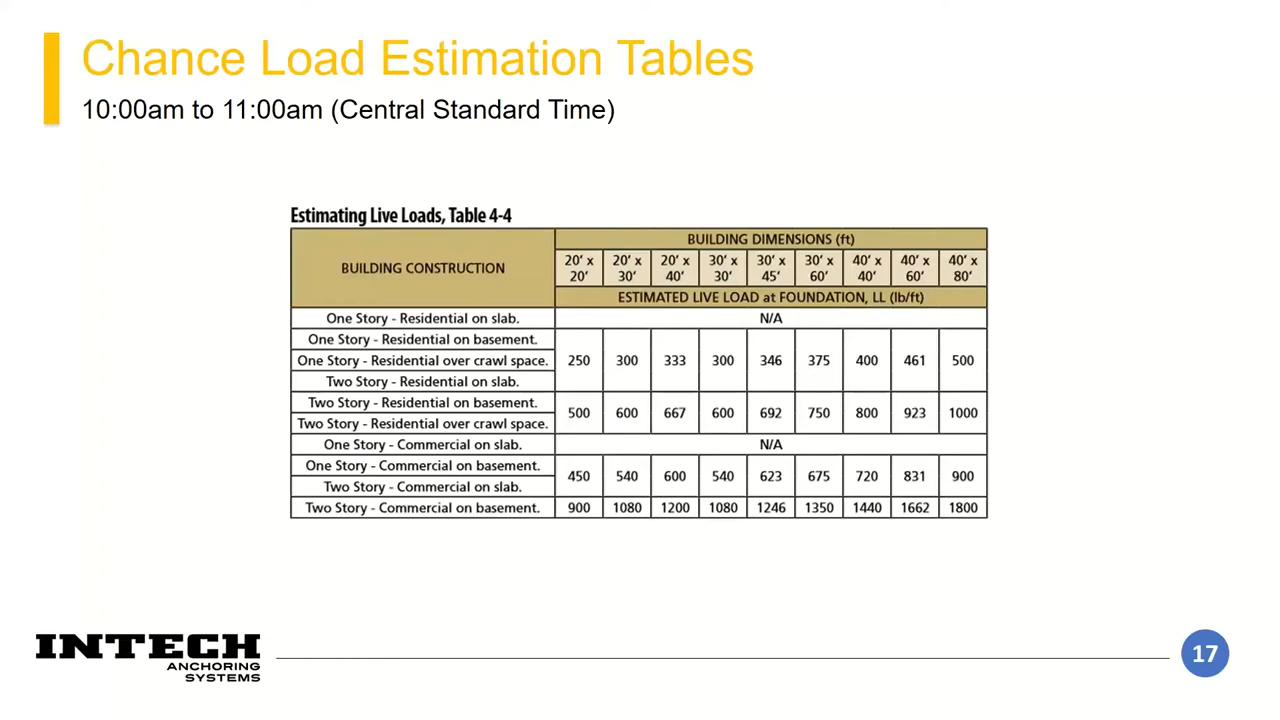 Chance Load Estimation Tables
10:00am to 11:00am (Central Standard Time)
Estimating Live Loads, Table 4-4
BUILDING CONSTRUCTION
BUILDING DIMENSIONS (ft)
20' x 20' 20' x 30' 20' x 40' 30' x 30' 30' x 45' 30' x 60' 40' x 40' 40' x 60' 40' x 80'
ESTIMATED LIVE LOAD at FOUNDATION, LL (lb/ft)
One Story - Residential on slab. N/A
One Story - Residential on basement.
One Story - Residential over crawl space. 250 300 333 300 346 375 400 461 500
Two Story - Residential on slab.
Two Story - Residential on basement. 500 600 667 600 692 750 800 923 1000
Two Story - Residential over crawl space.
One Story - Commercial on slab. N/A
One Story - Commercial on basement. 450 540 600 540 623 675 720 831 900
Two Story - Commercial on slab.
Two Story - Commercial on basement. 900 1080 1200 1080 1246 1350 1440 1662 1800
INTECH
ANCHORING
SYSTEMS
17